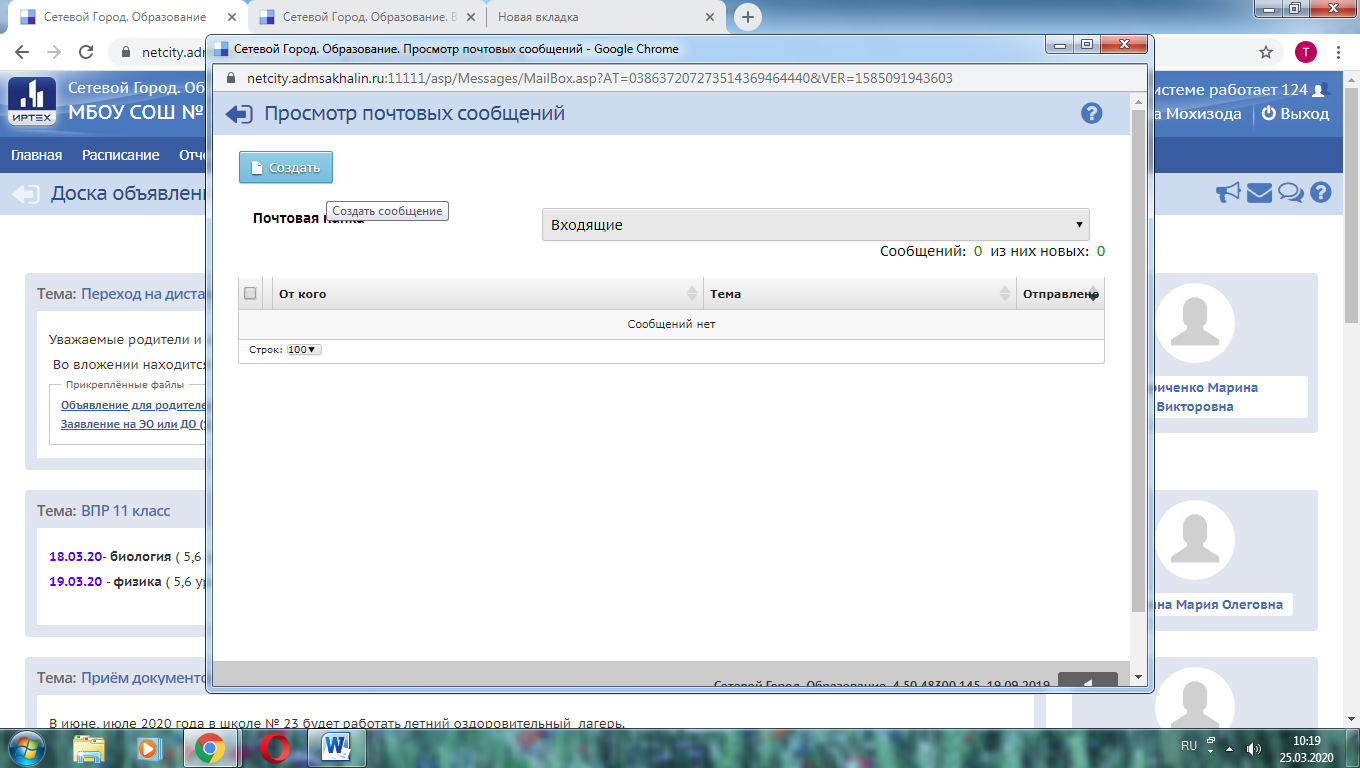 Сетевой Город. Образование
Сетевой Город. Образование. В
Новая вкладка
netcity.adm
Сетевой Город. Образование. Просмотр почтовых сообщений - Google Chrome
netcity.admsakhalin.ru:11111/asp/Messages/MailBox.asp?AT=038637207273514369464440&VER=1585091943603
T
ИРТЕХ
Сетевой Город. Об
МБОУ СОШ №
истеме работает 124
а Мохизода
Выход
Просмотр почтовых сообщений
Главная Расписание Отч
Доска объявлен
Создать
Создать сообщение
Почтовая
Входящие
Сообщений: 0 из них новых: 0
От кого
Тема
Отправлено
Сообщений нет
Строк: 100
Тема: Переход на диста
Уважаемые родители и
Во вложении находится
Прикреплённые файлы
Объявление для родителе
Заявление на ЭО или ДО (
риченко Марина
Викторовна
Тема: ВПР 11 класс
18.03.20- биология ( 5,6
19.03.20 - физика ( 5,6 ур
на Мария Олеговна
Тема: Приём документо
В июне, июле 2020 года в школе № 23 будет работать летний оздоровительный лагерь.
Сетевой Город. Образование 4.50.48300.145 19.09.2019
RU
10:19
25.03.2020